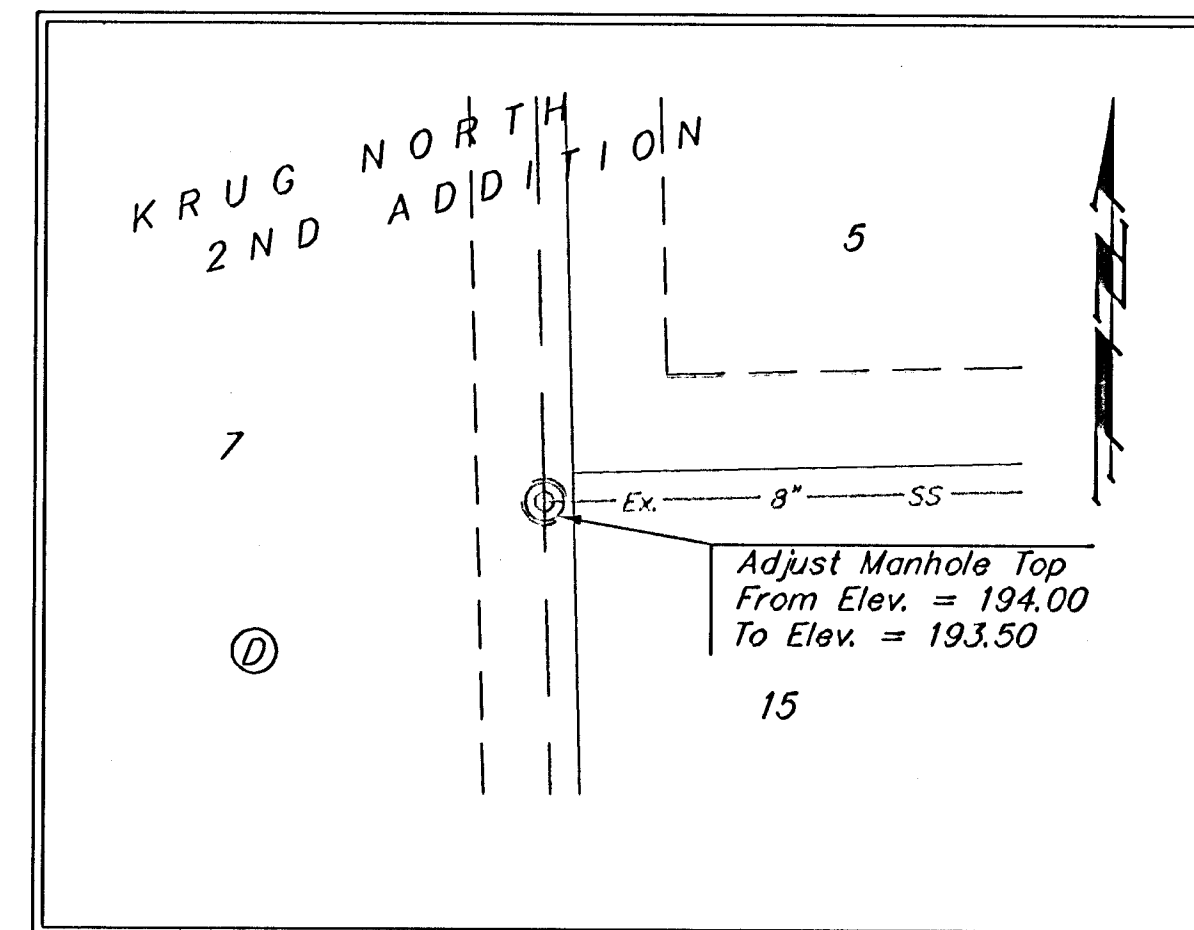 KRUG NORTH
2ND ADDITION
5
7
Ex. 8" SS
Adjust Manhole Top
From Elev. = 194.00
To Elev. = 193.50
D
15